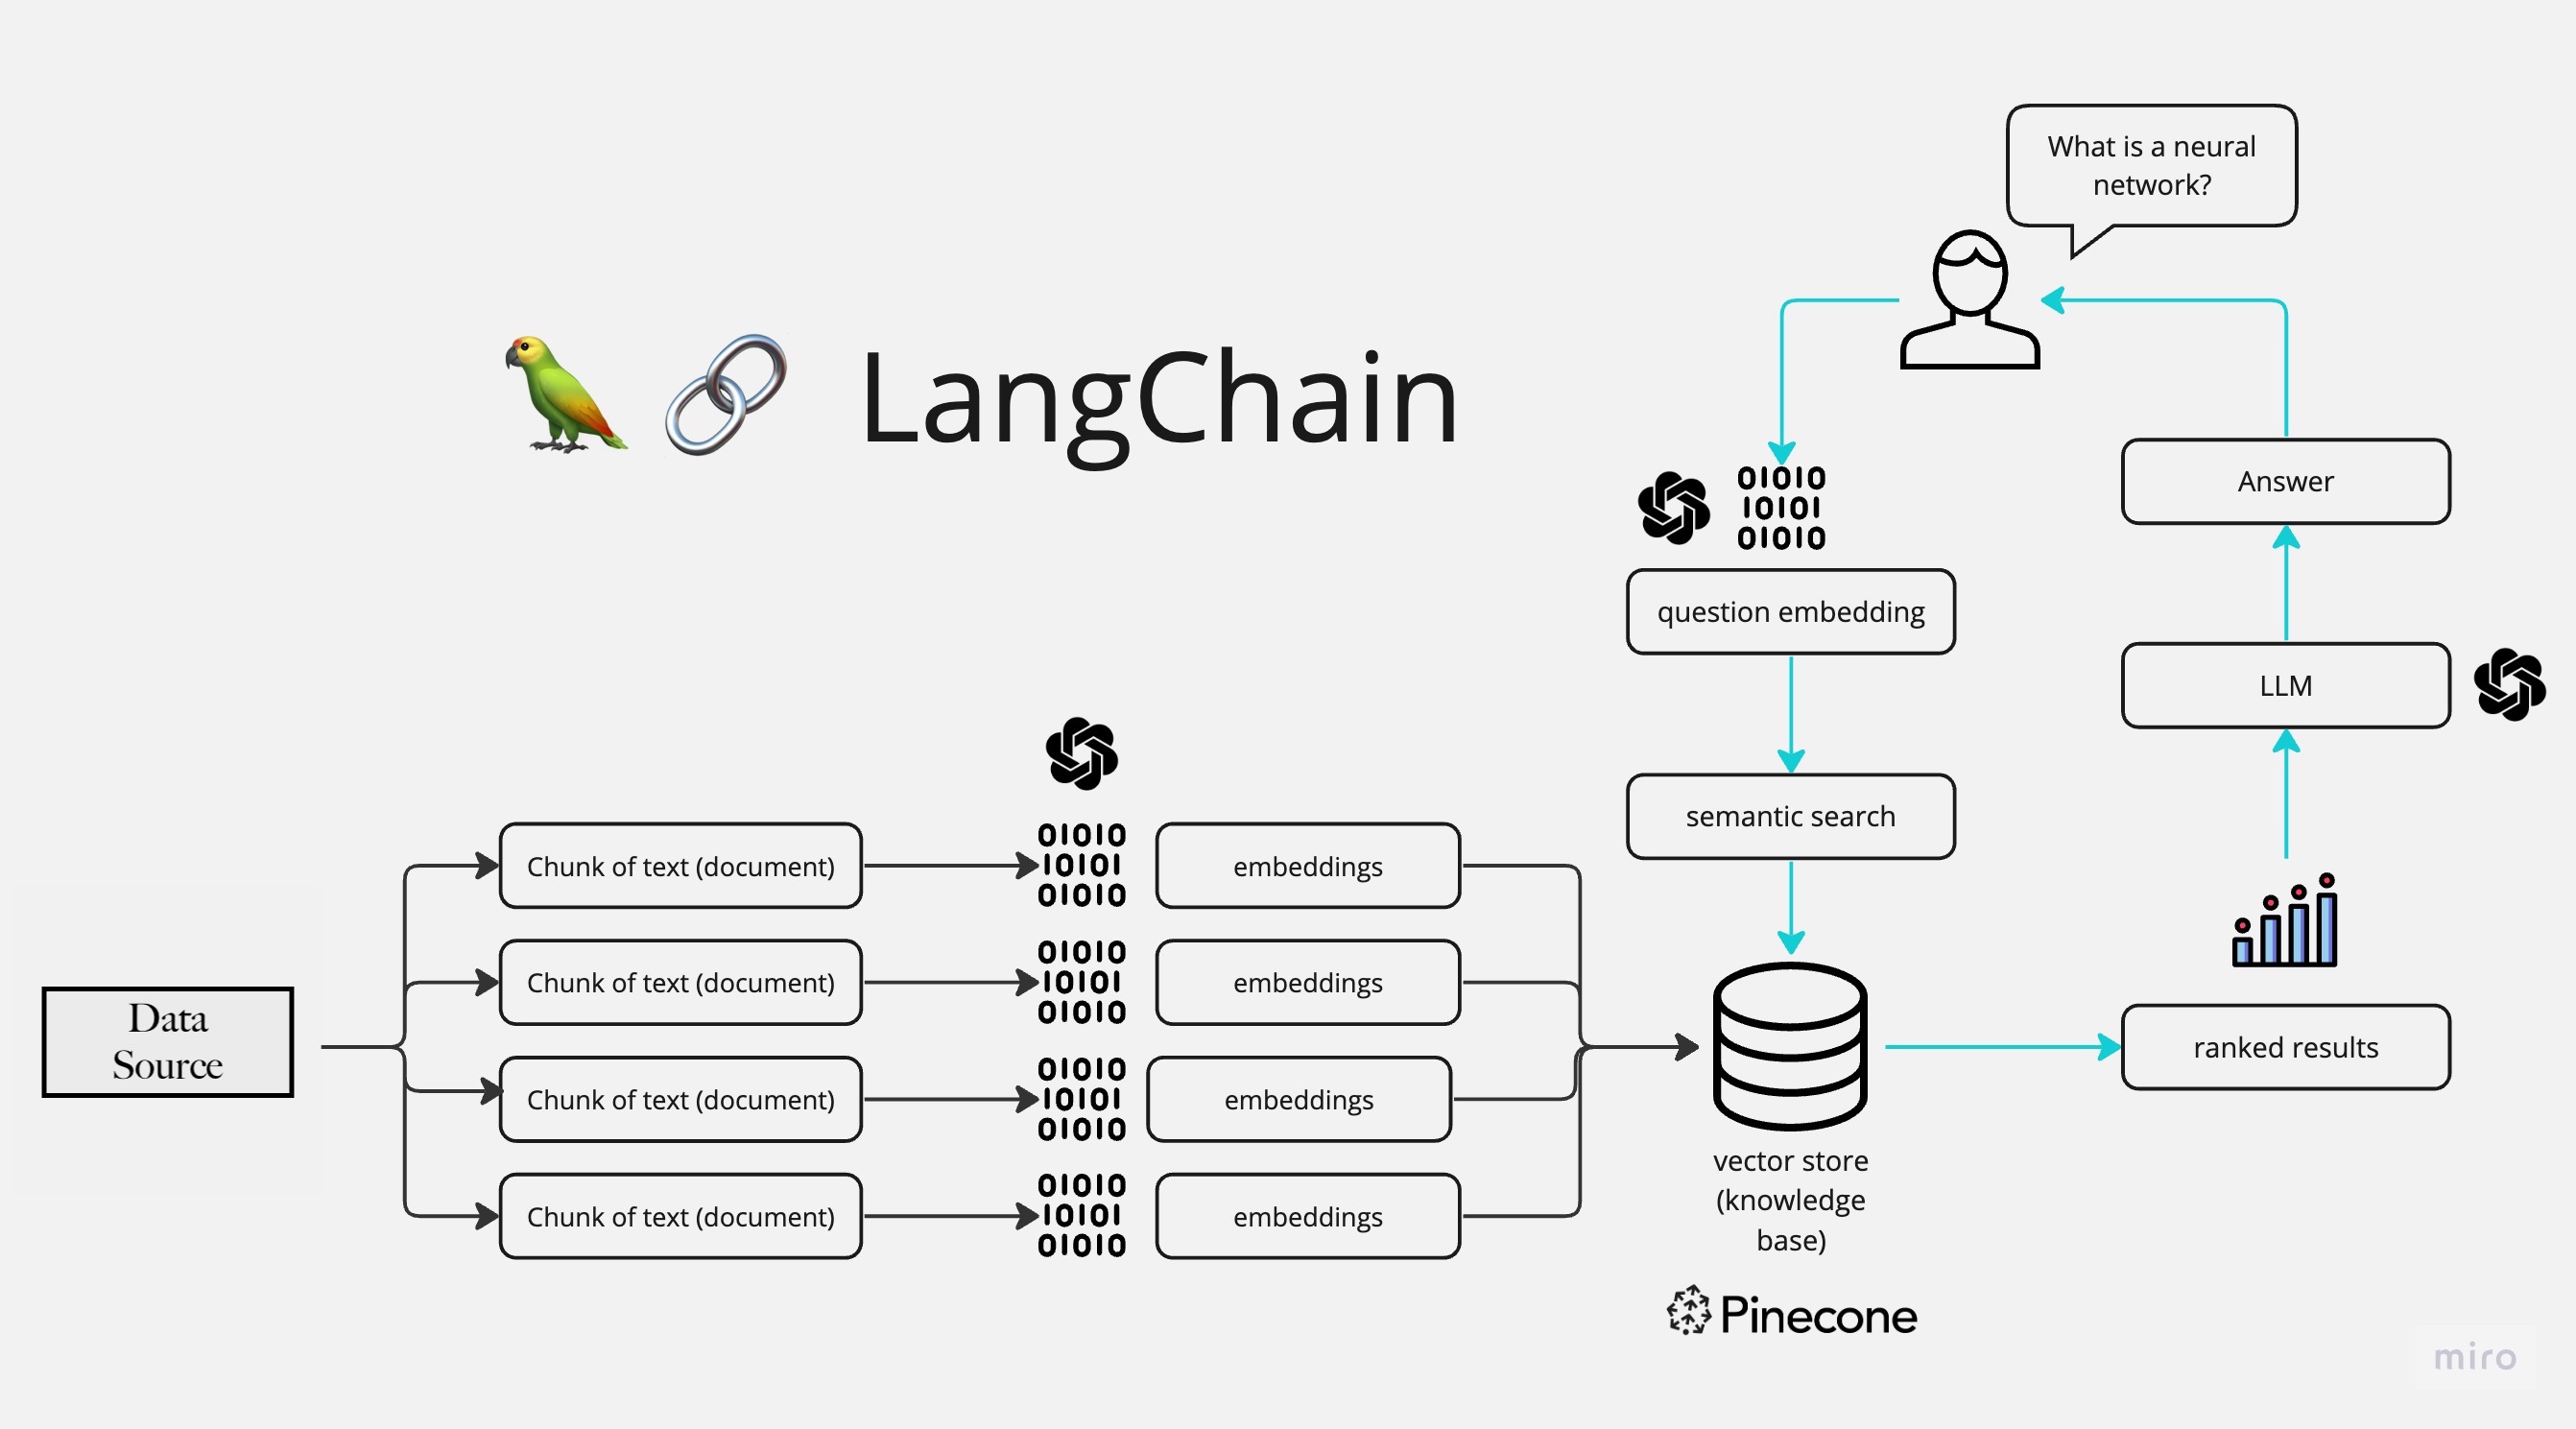 What is a neural
network?
LangChain
01010
10101
01010
Answer
question embedding
LLM
semantic search
01010
10101
01010
Chunk of text (document)
embeddings
01010
10101
01010
Chunk of text (document)
embeddings
Data
Source
ranked results
01010
10101
01010
Chunk of text (document)
embeddings
01010
10101
01010
Chunk of text (document)
embeddings
vector store
(knowledge
base)
Pinecone
miro